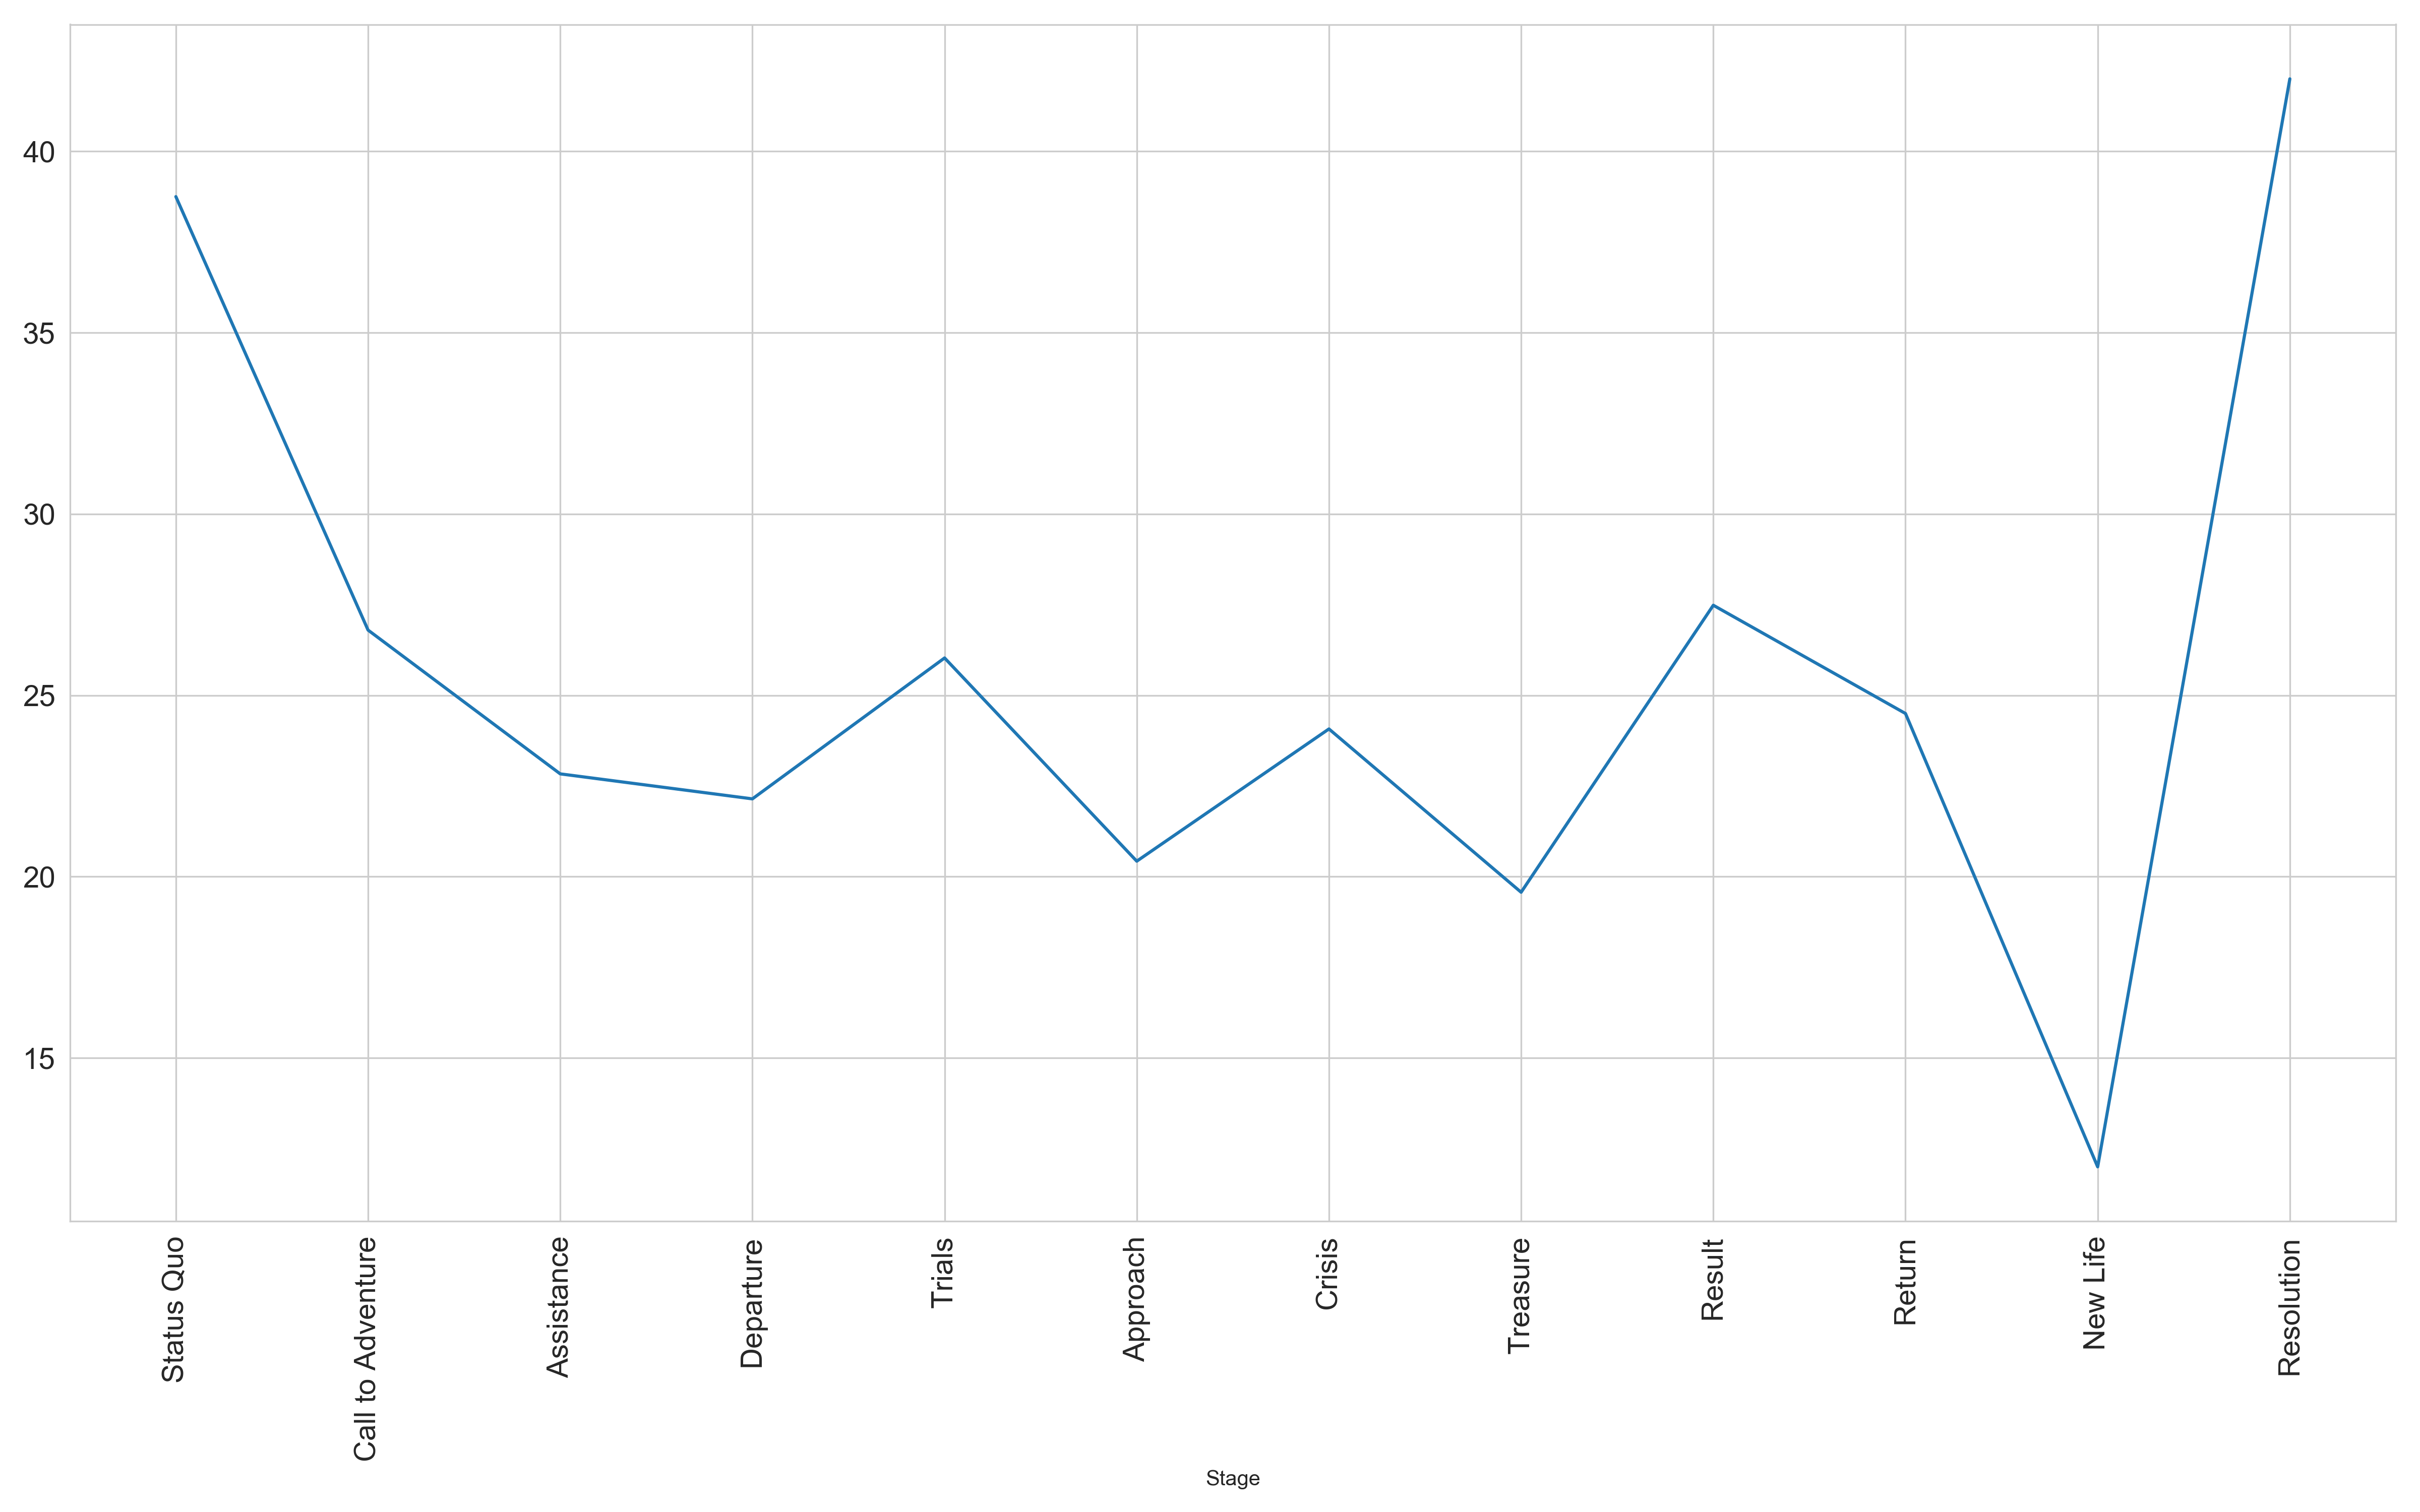 40
35
30
25
20
15
Status Quo
Call to Adventure
Assistance
Departure
Trials
Approach
Crisis
Treasure
Result
Return
New Life
Resolution
Stage